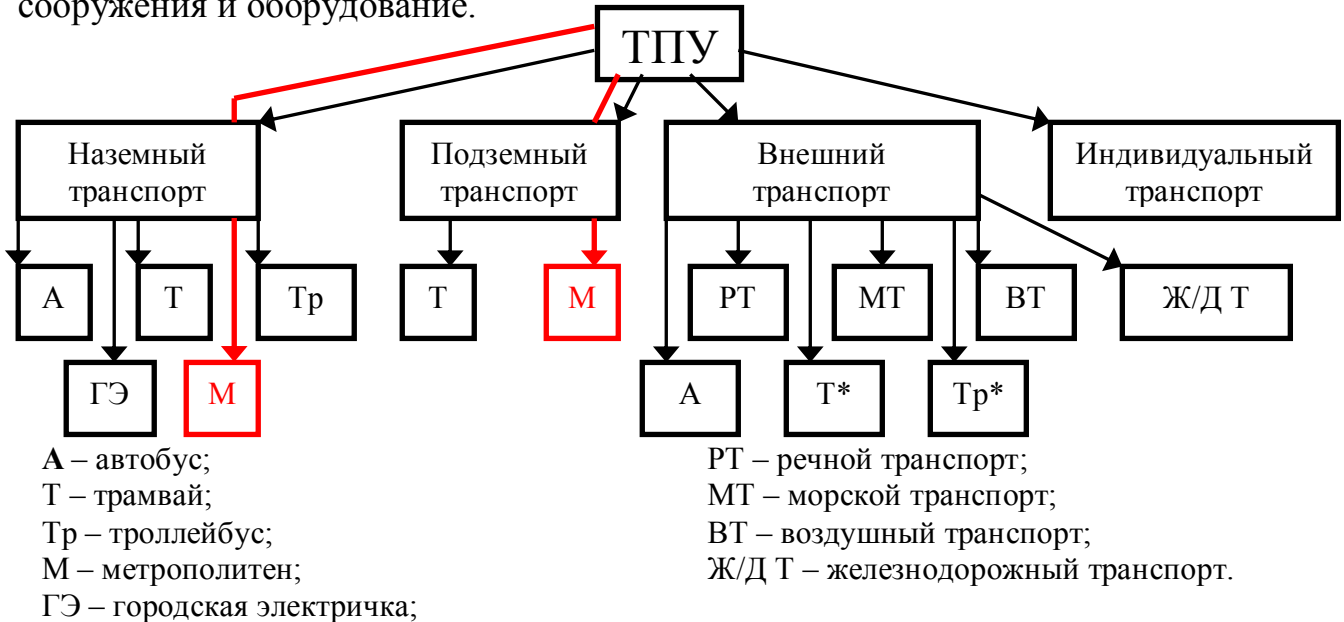 сооружения и оборудование.
ТПУ
Наземный
транспорт
Подземный
транспорт
Внешний
транспорт
Индивидуальный
транспорт
А
Т
Тр
Т
М
РТ
МТ
ВТ
Ж/Д Т
ГЭ
М
А
Т*
Тр*
А – автобус;
Т – трамвай;
Тр – троллейбус;
М – метрополитен;
ГЭ – городская электричка;
РТ – речной транспорт;
МТ – морской транспорт;
ВТ – воздушный транспорт;
Ж/Д Т – железнодорожный транспорт.